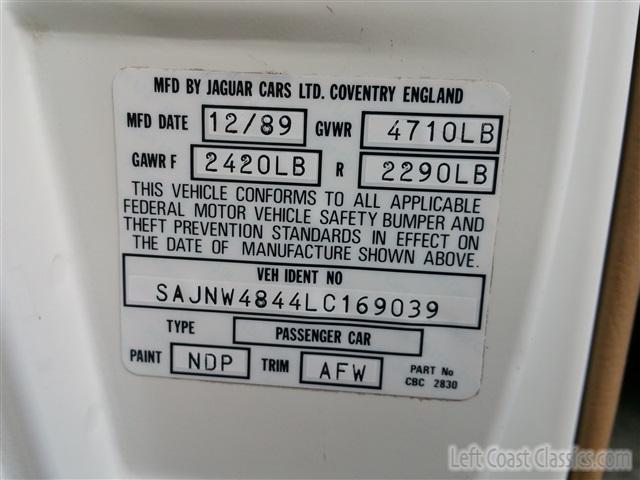 MFD BY JAGUAR CARS LTD. COVENTRY ENGLAND
MFD DATE 12/89 GVWR 4710LB
GAWR F 2420LB R 2290LB
THIS VEHICLE CONFORMS TO ALL APPLICABLE
FEDERAL MOTOR VEHICLE SAFETY BUMPER AND
THEFT PREVENTION STANDARDS IN EFFECT ON
THE DATE OF MANUFACTURE SHOWN ABOVE.
VEH IDENT NO
SAJNW4844LC169039
TYPE PASSENGER CAR
PAINT NDP TRIM AFW PART No
CBC 2830
Left Coast Classics.com